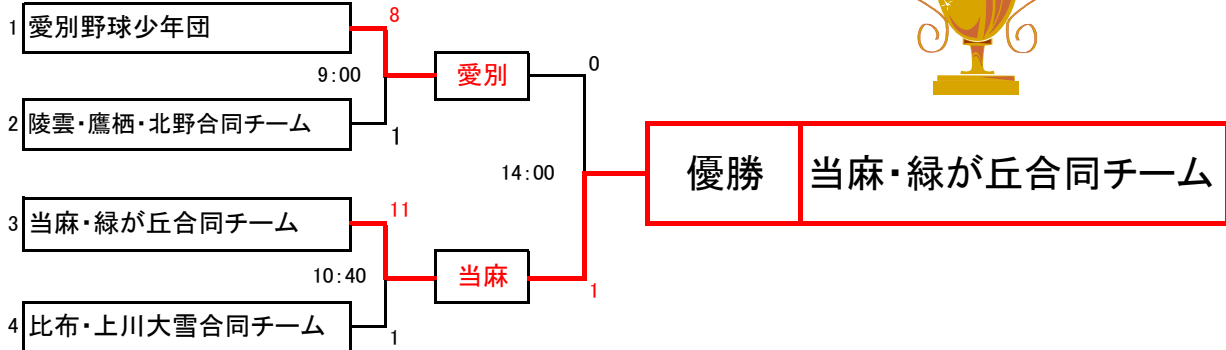 1 愛別野球少年団 8
9:00 愛別 0
2 陵雲・鷹栖・北野合同チーム 1
14:00 優勝 当麻・緑が丘合同チーム
3 当麻・緑が丘合同チーム 11
10:40 当麻 1
4 比布・上川大雪合同チーム 1